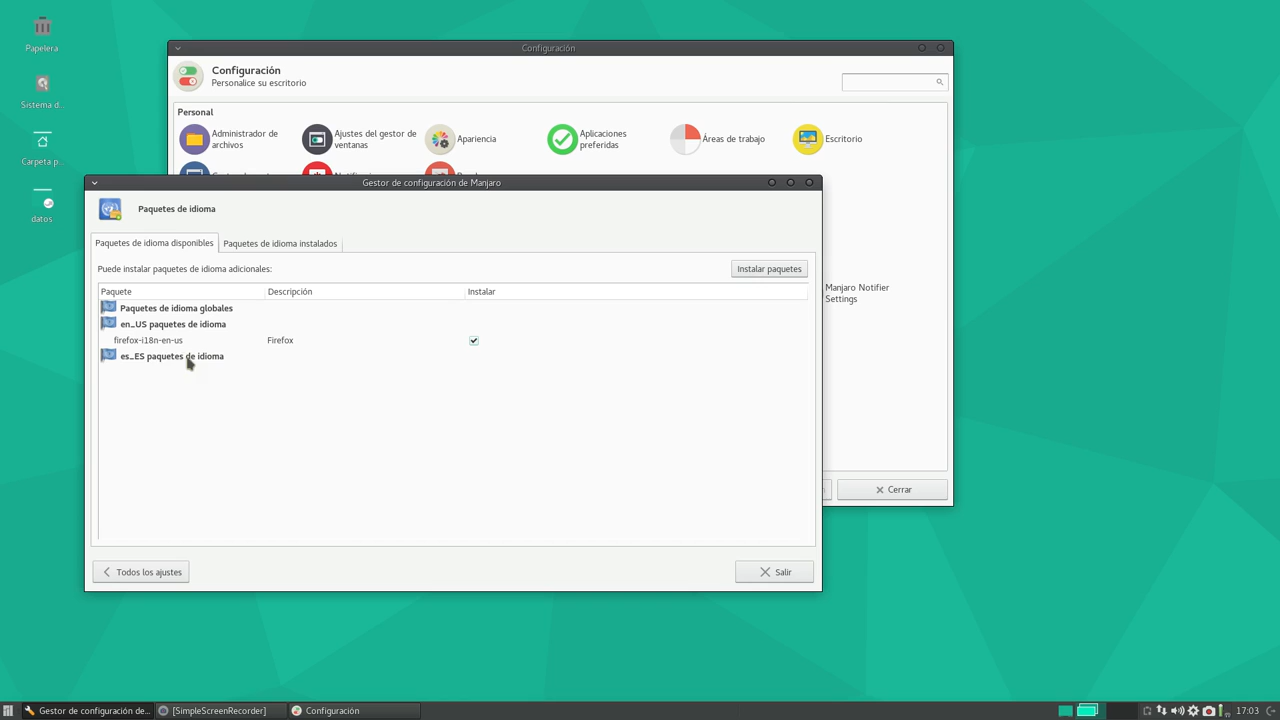 Papelera
Sistema d...
Carpeta p...
datos
Configuración
Configuración
Personalice su escritorio
Personal
Administrador de
archivos
Ajustes del gestor de
ventanas
Apariencia
Aplicaciones
preferidas
Áreas de trabajo
Escritorio
Manjaro Notifier
Settings
Cerrar
Gestor de configuración de Manjaro
Paquetes de idioma
Paquetes de idioma disponibles
Paquetes de idioma instalados
Puede instalar paquetes de idioma adicionales:
Instalar paquetes
Paquete
Descripción
Instalar
Paquetes de idioma globales
en_US paquetes de idioma
firefox-i18n-en-us
Firefox
es_ES paquetes de idioma
Todos los ajustes
Salir
Gestor de configuración de...
[SimpleScreenRecorder]
Configuración
17:03